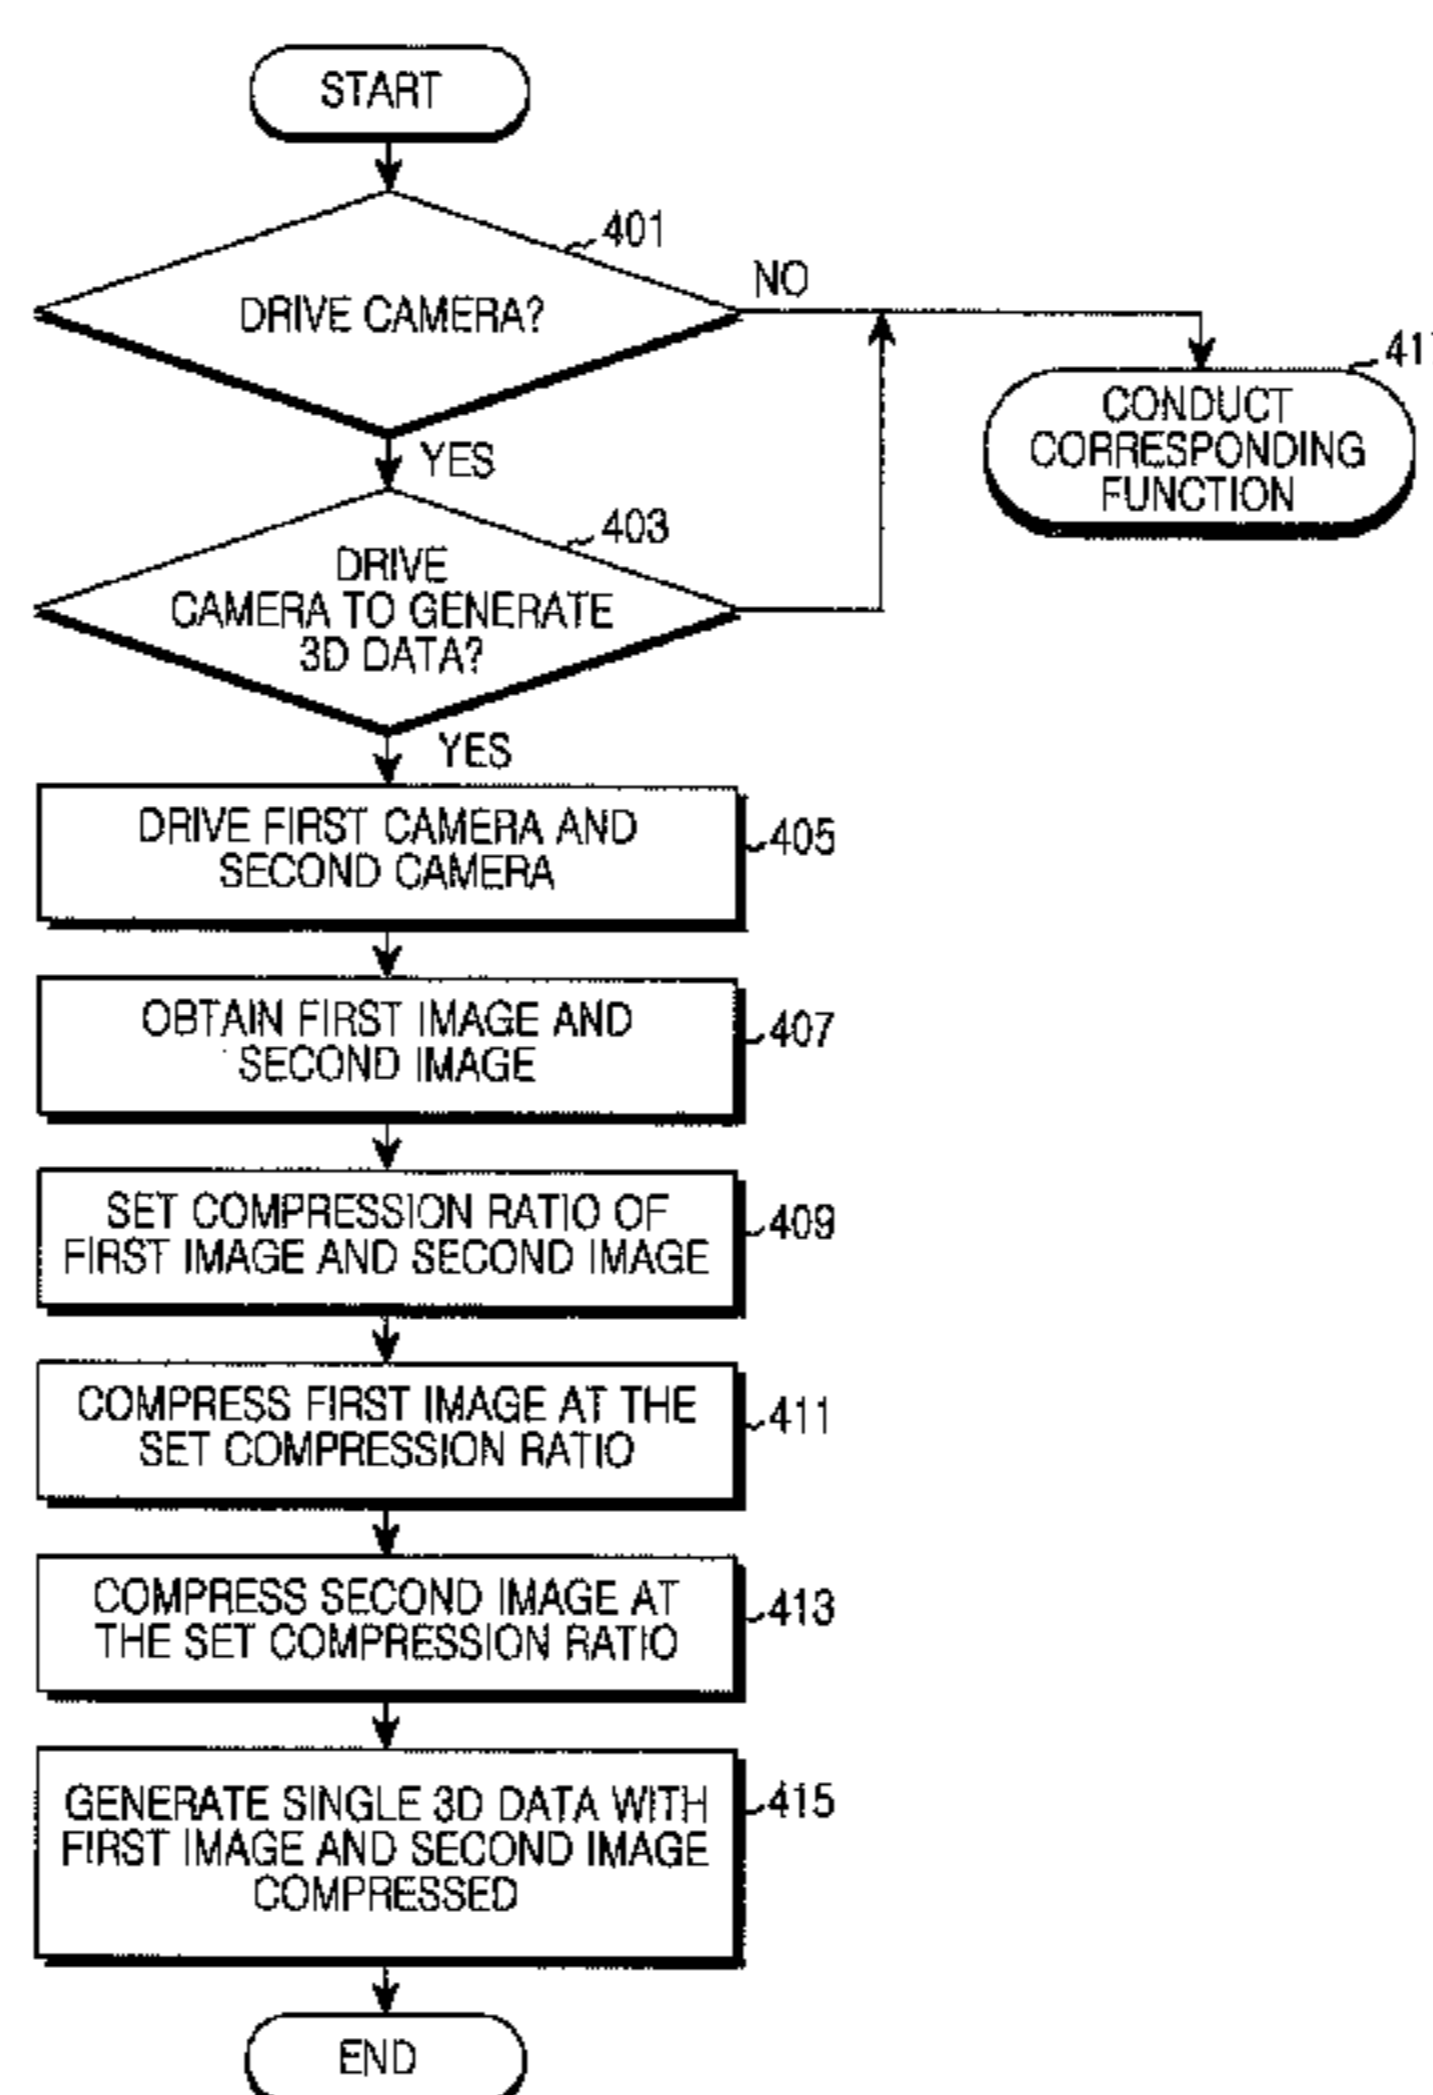 START
401
DRIVE CAMERA?
NO
CONDUCT
CORRESPONDING
FUNCTION
YES
403
DRIVE
CAMERA TO GENERATE
3D DATA?
YES
DRIVE FIRST CAMERA AND
SECOND CAMERA
405
OBTAIN FIRST IMAGE AND
SECOND IMAGE
407
SET COMPRESSION RATIO OF
FIRST IMAGE AND SECOND IMAGE
409
COMPRESS FIRST IMAGE AT THE
SET COMPRESSION RATIO
411
COMPRESS SECOND IMAGE AT
THE SET COMPRESSION RATIO
413
GENERATE SINGLE 3D DATA WITH
FIRST IMAGE AND SECOND IMAGE
COMPRESSED
415
END